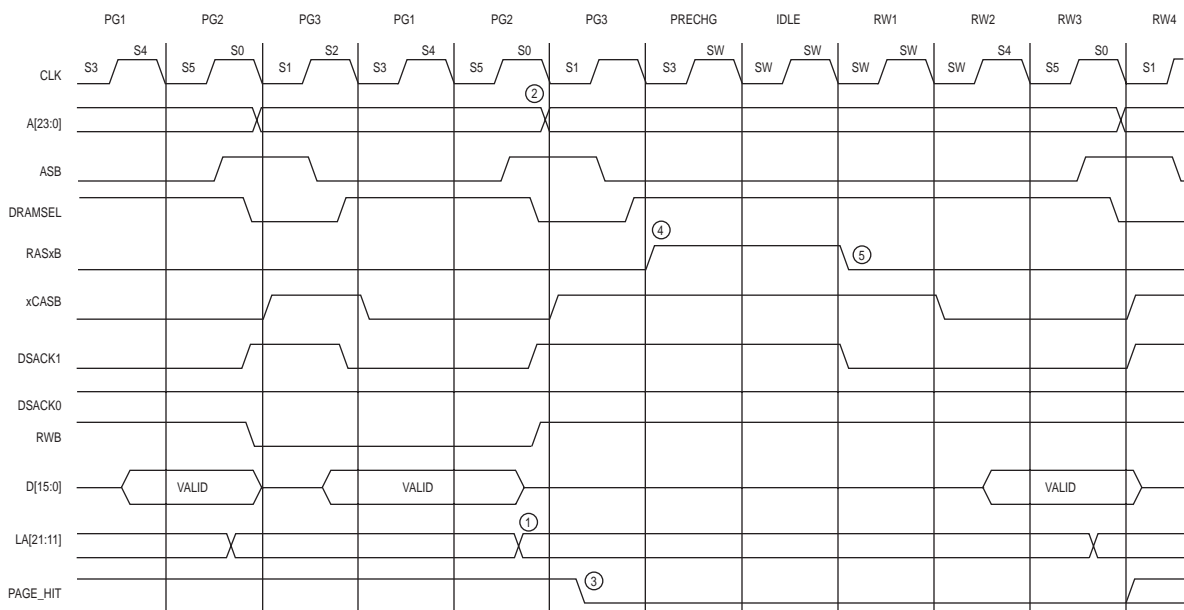 PG1 PG2 PG3 PG1 PG2 PG3 PRECHG IDLE RW1 RW2 RW3 RW4
S4 S0 S2 S4 S0 SW SW SW S4 S0
CLK S3 S5 S1 S3 S5 S1 S3 SW SW SW S5 S1
2
A[23:0]
ASB
DRAMSEL
4
RASxB 5
xCASB
DSACK1
DSACK0
RWB
D[15:0] VALID VALID VALID
1
LA[21:11]
3
PAGE_HIT